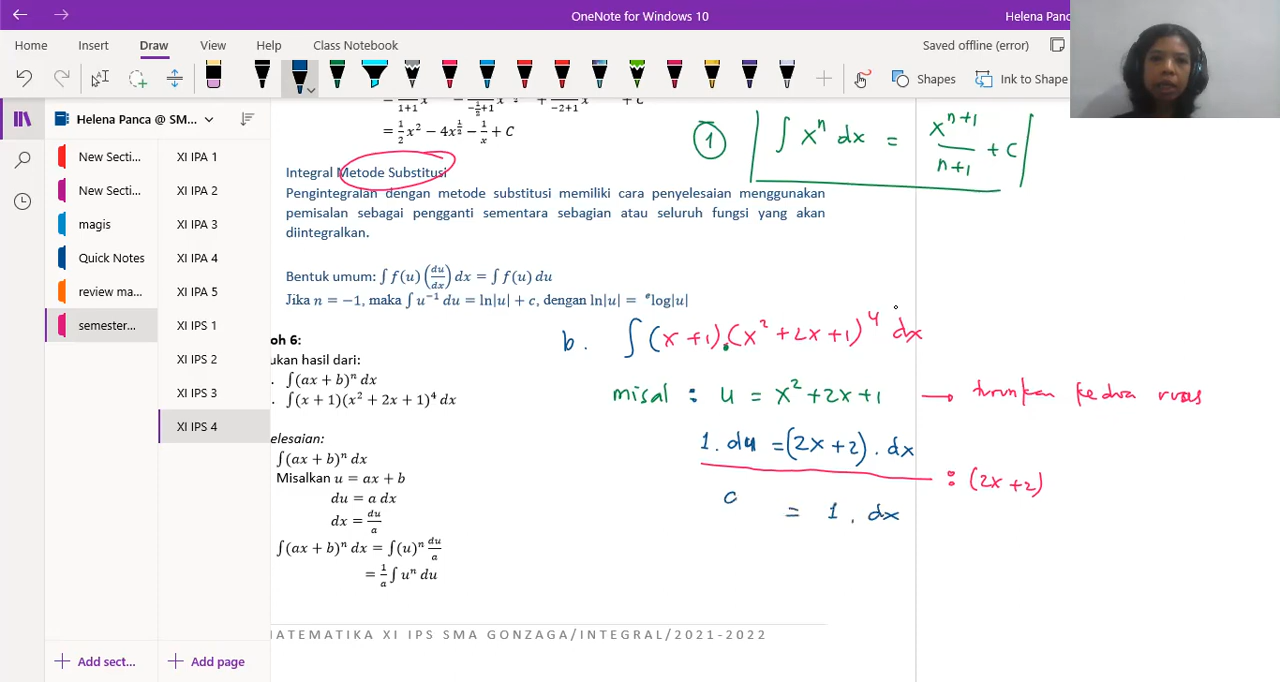 OneNote for Windows 10
Helena Panca
Home Insert Draw View Help Class Notebook
Saved offline (error)
Shapes
Ink to Shape
Helena Panca @ SM...
New Secti...
New Secti...
magis
Quick Notes
review ma...
semester...
XI IPA 1
XI IPA 2
XI IPA 3
XI IPA 4
XI IPA 5
XI IPS 1
XI IPS 2
XI IPS 3
XI IPS 4
Add sect...
Add page
= 1/2 x² − 4x^(1/2) − 1/x + C
① ∫ xⁿ dx = x^(n+1)/(n+1) + C
Integral Metode Substitusi
Pengintegralan dengan metode substitusi memiliki cara penyelesaian menggunakan
pemisalan sebagai pengganti sementara sebagian atau seluruh fungsi yang akan
diintegralkan.
Bentuk umum: ∫ f(u) (du/dx) dx = ∫ f(u) du
Jika n = −1, maka ∫ u⁻¹ du = ln|u| + c, dengan ln|u| = ᵉlog|u|
oh 6:
ukan hasil dari:
. ∫(ax + b)ⁿ dx
. ∫(x + 1)(x² + 2x + 1)⁴ dx
elesaian:
∫(ax + b)ⁿ dx
Misalkan u = ax + b
du = a dx
dx = du/a
∫(ax + b)ⁿ dx = ∫(u)ⁿ du/a
= 1/a ∫ uⁿ du
b. ∫ (x + 1).(x² + 2x + 1)⁴ dx
misal : u = x² + 2x + 1 → turunkan kedua ruas
1. du = (2x + 2) . dx
: (2x + 2)
= 1 . dx
ATEMATIKA XI IPS SMA GONZAGA/INTEGRAL/2021-2022